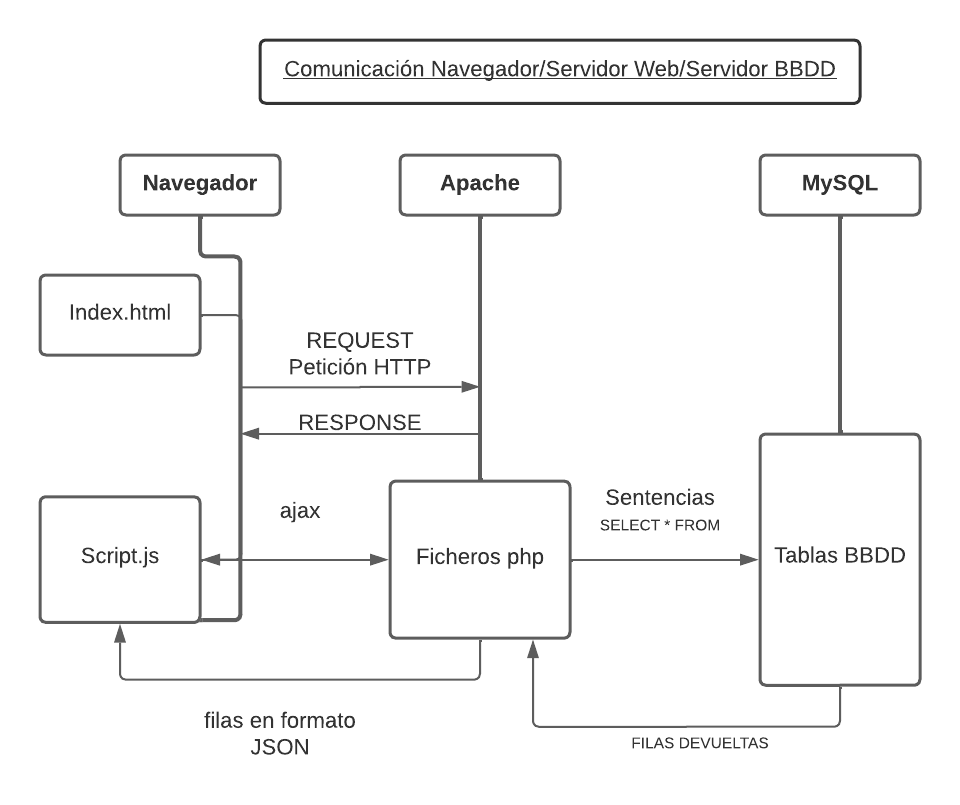 Comunicación Navegador/Servidor Web/Servidor BBDD
Navegador
Apache
MySQL
Index.html
REQUEST
Petición HTTP
RESPONSE
ajax
Sentencias
SELECT * FROM
Script.js
Ficheros php
Tablas BBDD
filas en formato
JSON
FILAS DEVUELTAS